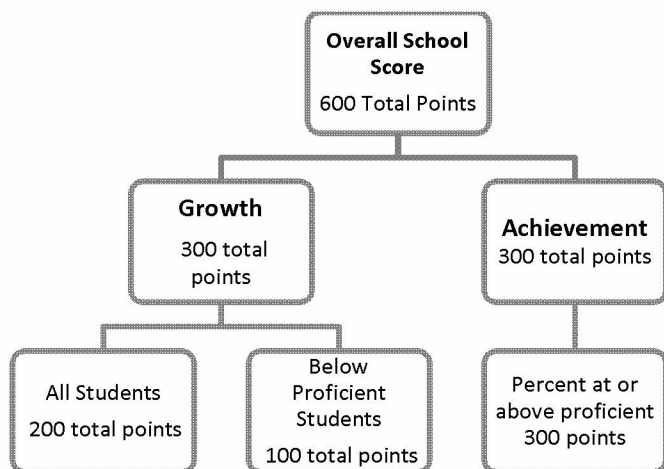 Overall School
Score
600 Total Points
Growth
300 total
points
Achievement
300 total points
All Students
200 total points
Below
Proficient
Students
100 total points
Percent at or
above proficient
300 points